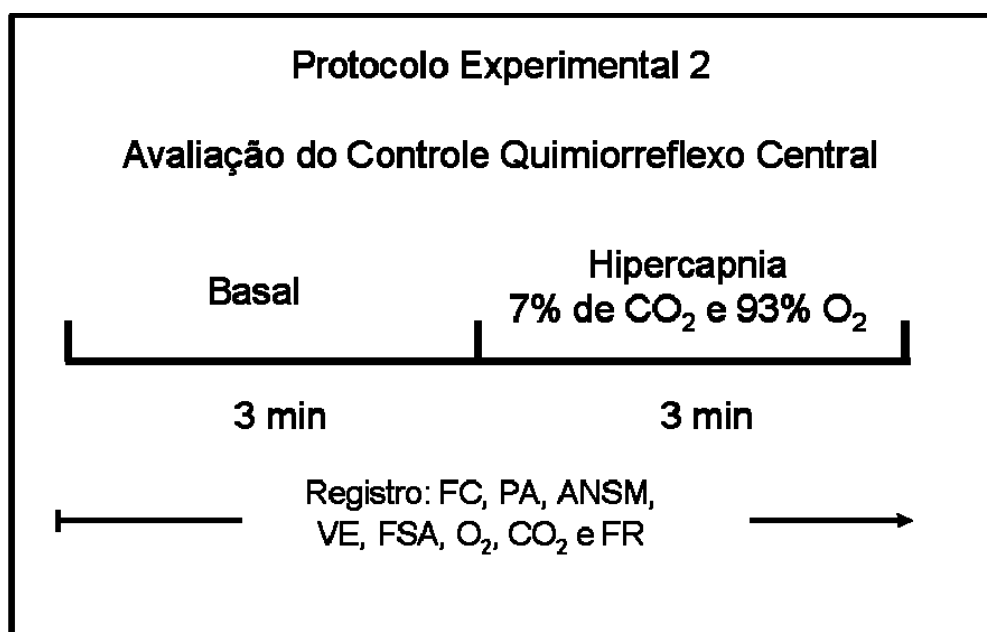 Protocolo Experimental 2
Avaliação do Controle Quimiorreflexo Central
Basal
Hipercapnia
7% de CO₂ e 93% O₂
3 min
3 min
Registro: FC, PA, ANSM,
VE, FSA, O₂, CO₂ e FR